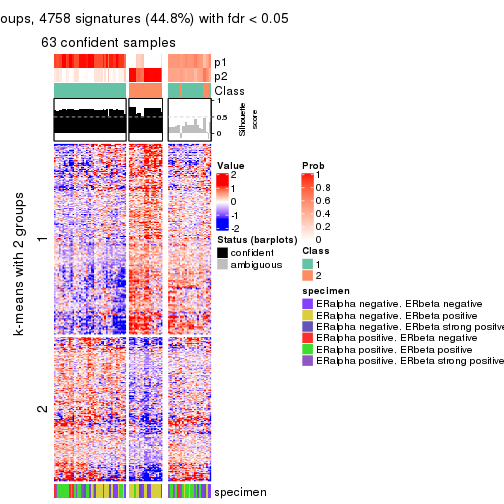 oups, 4758 signatures (44.8%) with fdr < 0.05
63 confident samples
p1
p2
Class
1
0.5
0
Silhouette
score
k-means with 2 groups
1
2
Value
2
1
0
-1
-2
Status (barplots)
confident
ambiguous
Prob
1
0.8
0.6
0.4
0.2
0
Class
1
2
specimen
ERalpha negative. ERbeta negative
ERalpha negative. ERbeta positive
ERalpha negative. ERbeta strong positive
ERalpha positive. ERbeta negative
ERalpha positive. ERbeta positive
ERalpha positive. ERbeta strong positive
specimen